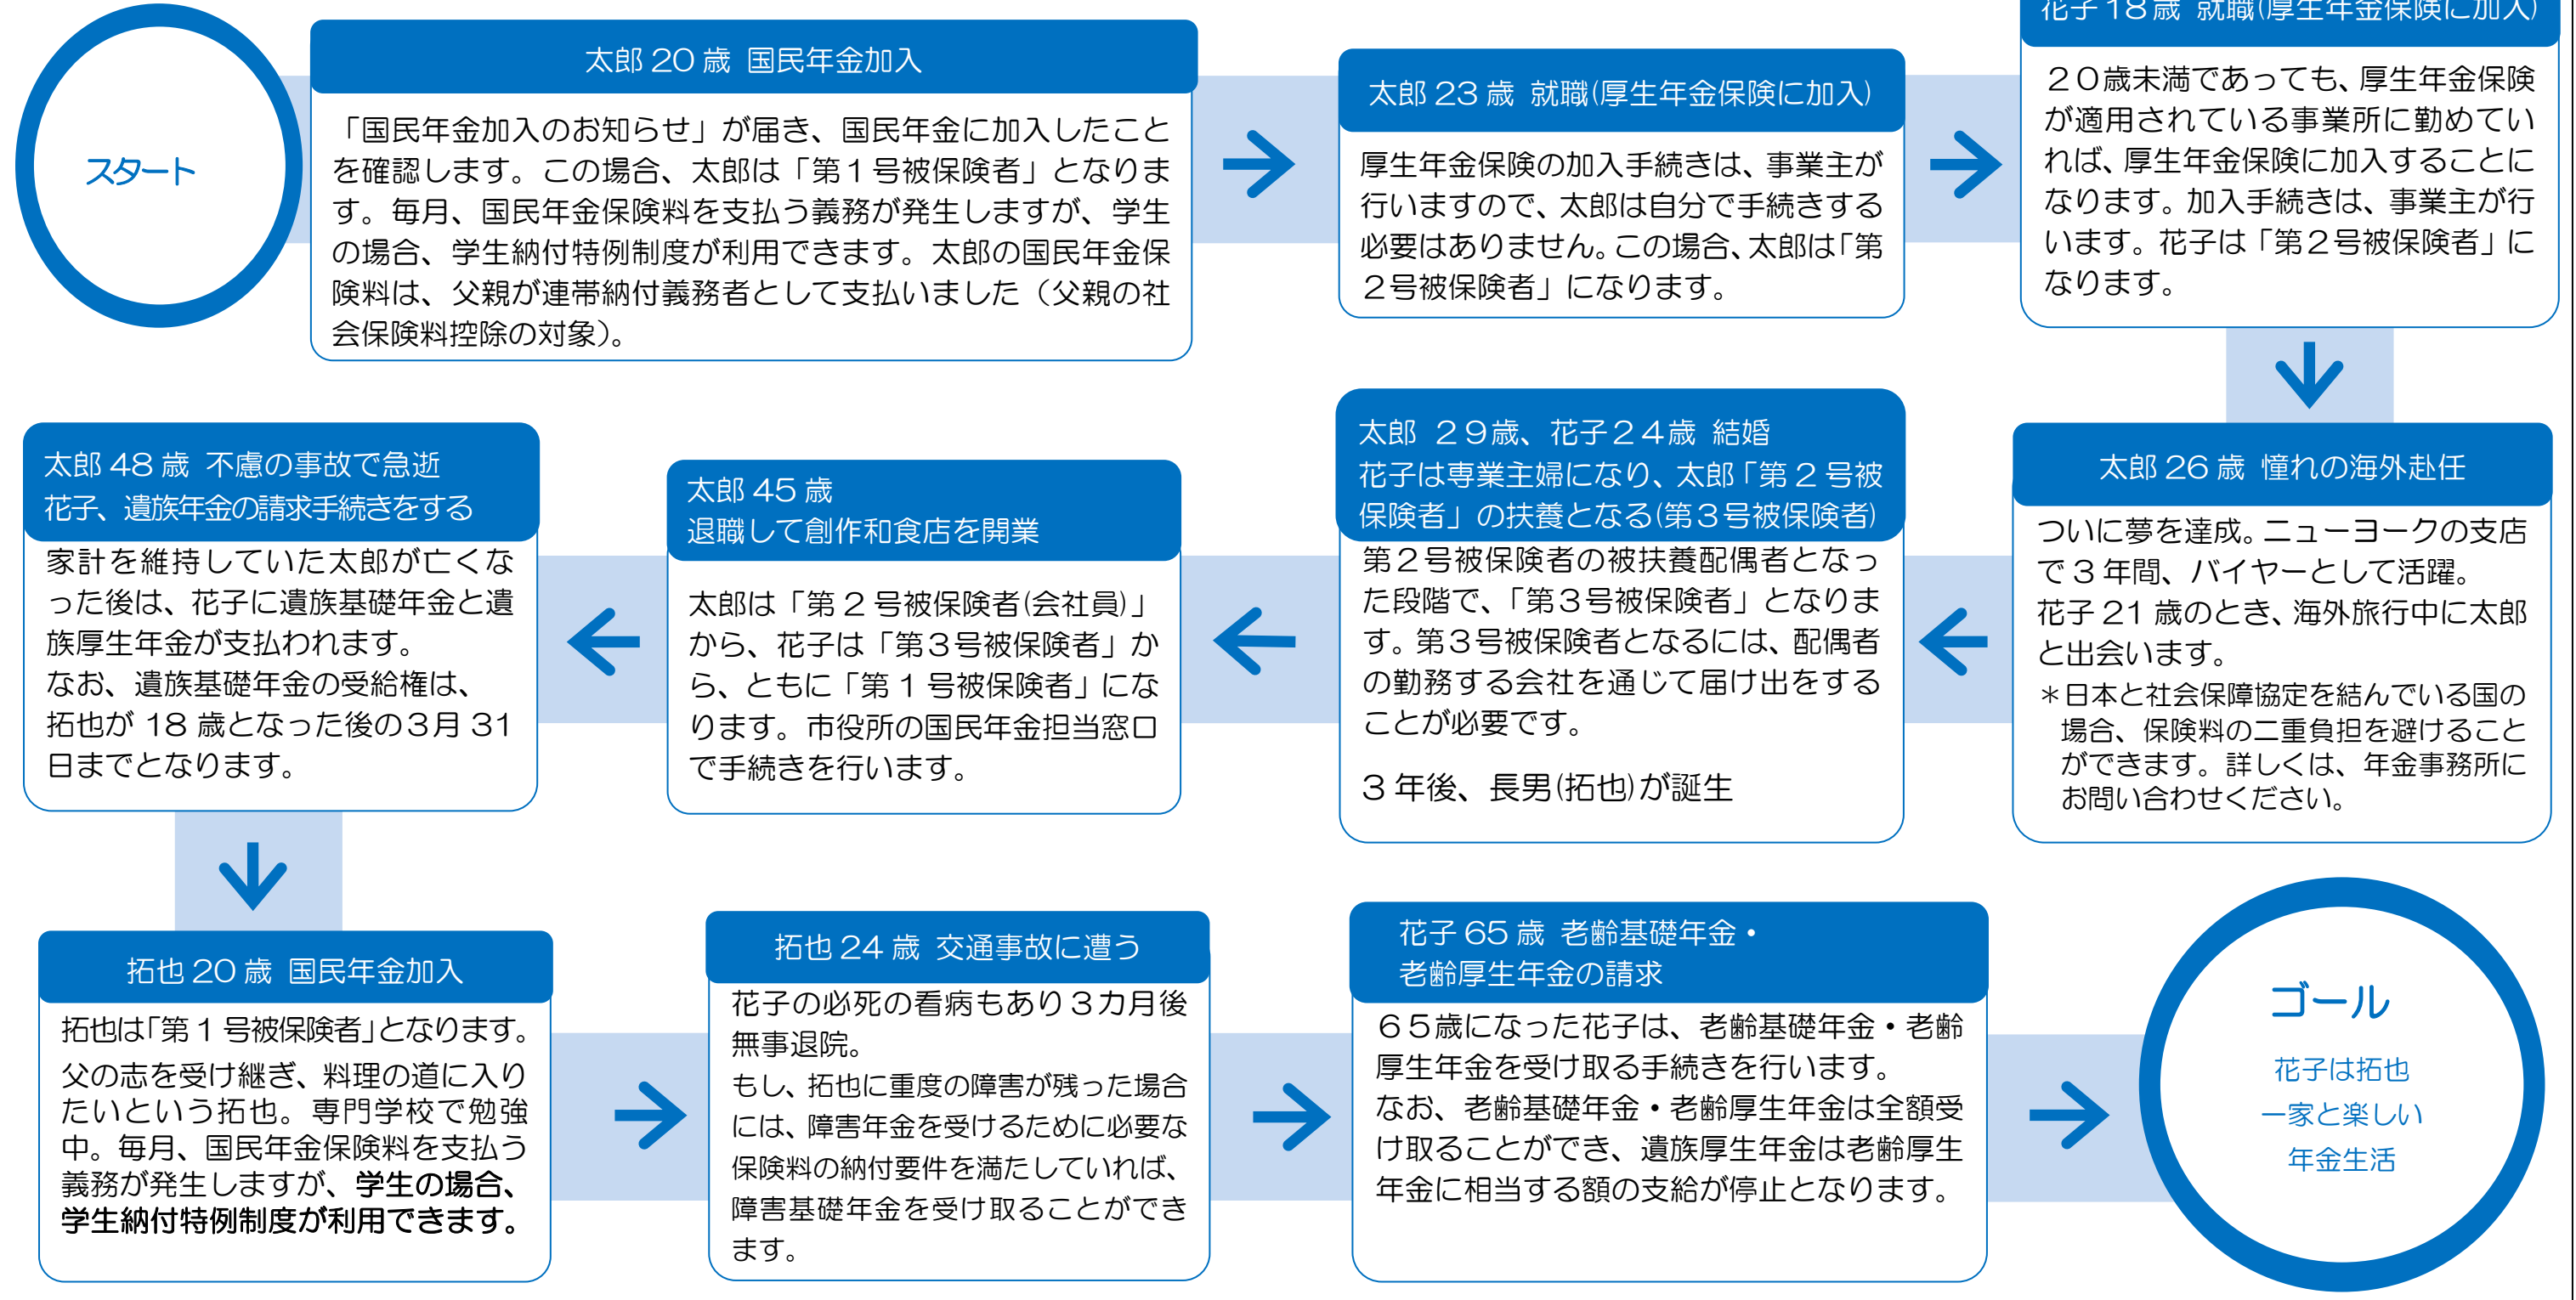 スタート
太郎 20 歳 国民年金加入
「国民年金加入のお知らせ」が届き、国民年金に加入したこと
を確認します。この場合、太郎は「第１号被保険者」となりま
す。毎月、国民年金保険料を支払う義務が発生しますが、学生
の場合、学生納付特例制度が利用できます。太郎の国民年金保
険料は、父親が連帯納付義務者として支払いました（父親の社
会保険料控除の対象）。
太郎 23 歳 就職(厚生年金保険に加入)
厚生年金保険の加入手続きは、事業主が
行いますので、太郎は自分で手続きする
必要はありません。この場合、太郎は「第
２号被保険者」になります。
花子 18 歳 就職(厚生年金保険に加入)
２０歳未満であっても、厚生年金保険
が適用されている事業所に勤めてい
れば、厚生年金保険に加入することに
なります。加入手続きは、事業主が行
います。花子は「第２号被保険者」に
なります。
太郎 26 歳 憧れの海外赴任
ついに夢を達成。ニューヨークの支店
で 3 年間、バイヤーとして活躍。
花子 21 歳のとき、海外旅行中に太郎
と出会います。
＊日本と社会保障協定を結んでいる国の
場合、保険料の二重負担を避けること
ができます。詳しくは、年金事務所に
お問い合わせください。
太郎 ２９歳、花子２４歳 結婚
花子は専業主婦になり、太郎「第 2 号被
保険者」の扶養となる(第３号被保険者)
第２号被保険者の被扶養配偶者となっ
た段階で、「第３号被保険者」となりま
す。第３号被保険者となるには、配偶者
の勤務する会社を通じて届け出をする
ことが必要です。
3 年後、長男(拓也)が誕生
太郎 45 歳
退職して創作和食店を開業
太郎は「第 2 号被保険者(会社員)」
から、花子は「第３号被保険者」か
ら、ともに「第 1 号被保険者」にな
ります。市役所の国民年金担当窓口
で手続きを行います。
太郎 48 歳 不慮の事故で急逝
花子、遺族年金の請求手続きをする
家計を維持していた太郎が亡くな
った後は、花子に遺族基礎年金と遺
族厚生年金が支払われます。
なお、遺族基礎年金の受給権は、
拓也が 18 歳となった後の３月 31
日までとなります。
拓也 20 歳 国民年金加入
拓也は「第 1 号被保険者」となります。
父の志を受け継ぎ、料理の道に入り
たいという拓也。専門学校で勉強
中。毎月、国民年金保険料を支払う
義務が発生しますが、学生の場合、
学生納付特例制度が利用できます。
拓也 24 歳 交通事故に遭う
花子の必死の看病もあり３カ月後
無事退院。
もし、拓也に重度の障害が残った場合
には、障害年金を受けるために必要な
保険料の納付要件を満たしていれば、
障害基礎年金を受け取ることができ
ます。
花子 65 歳 老齢基礎年金・
老齢厚生年金の請求
６５歳になった花子は、老齢基礎年金・老齢
厚生年金を受け取る手続きを行います。
なお、老齢基礎年金・老齢厚生年金は全額受
け取ることができ、遺族厚生年金は老齢厚生
年金に相当する額の支給が停止となります。
ゴール
花子は拓也
一家と楽しい
年金生活